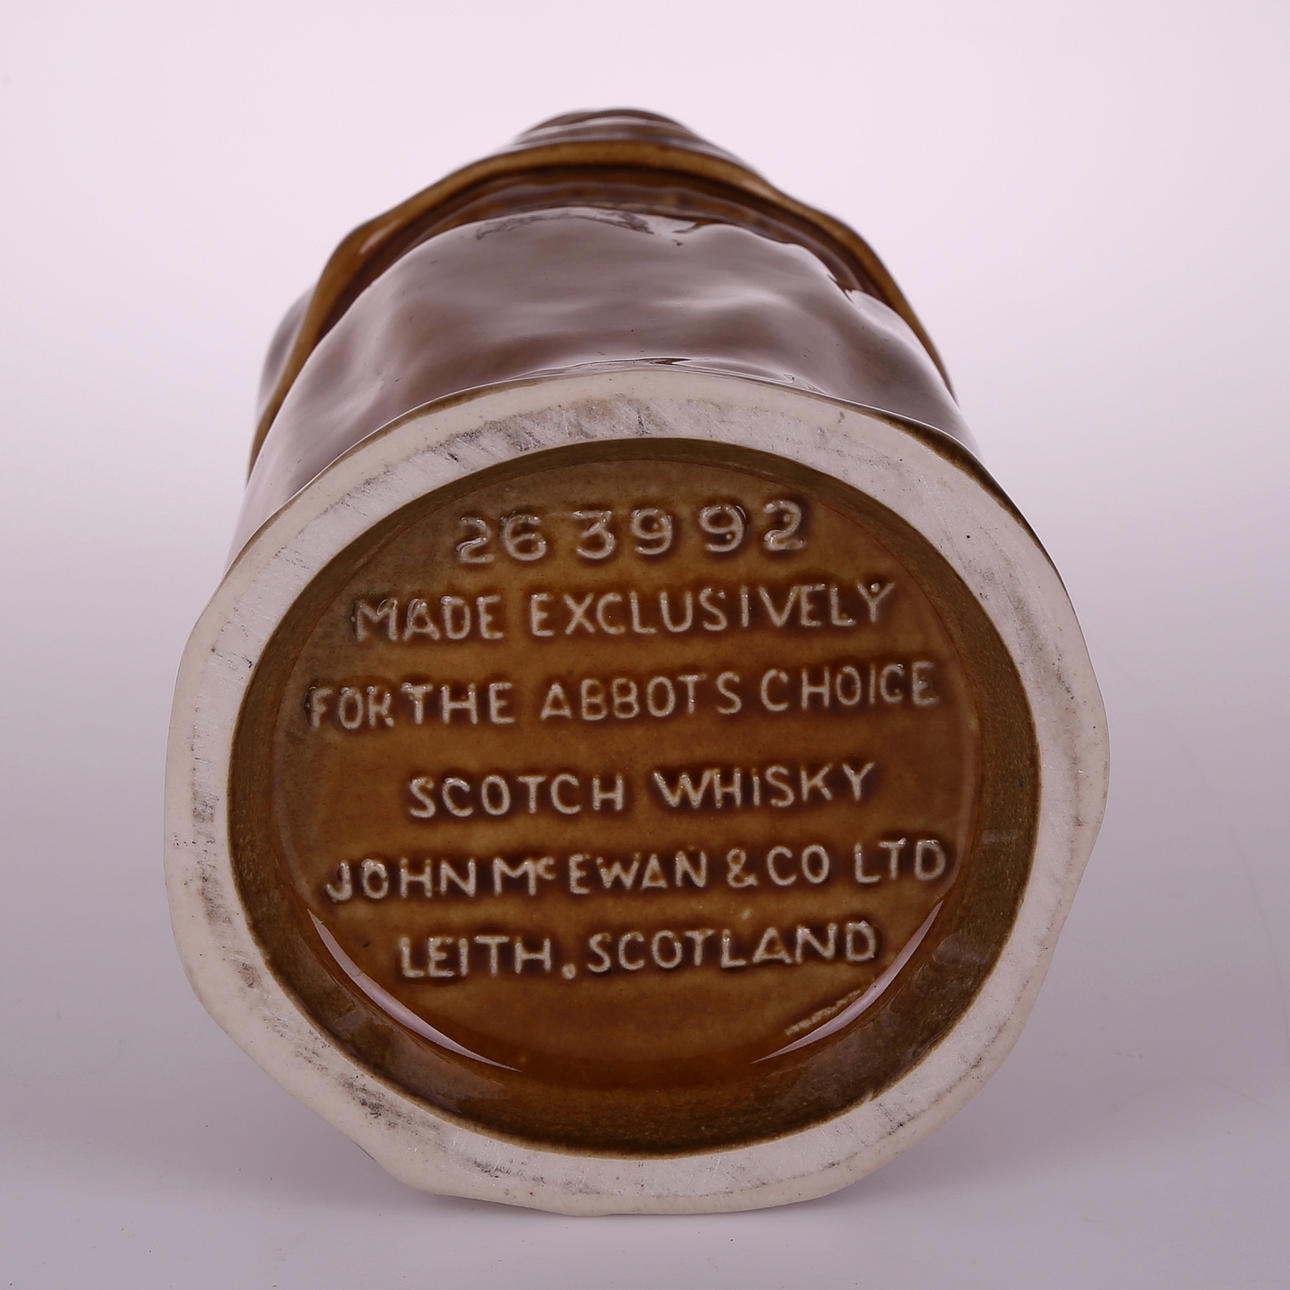 263992
MADE EXCLUSIVELY
FOR THE ABBOTS CHOICE
SCOTCH WHISKY
JOHN McEWAN & CO LTD
LEITH, SCOTLAND